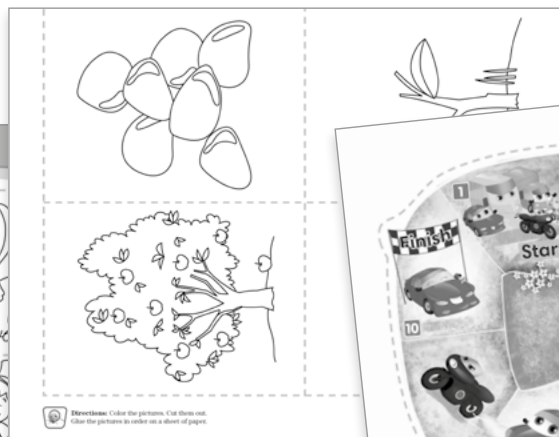 1
Finish
Star
10
Directions: Color the pictures. Cut them out.
Glue the pictures in order on a sheet of paper.